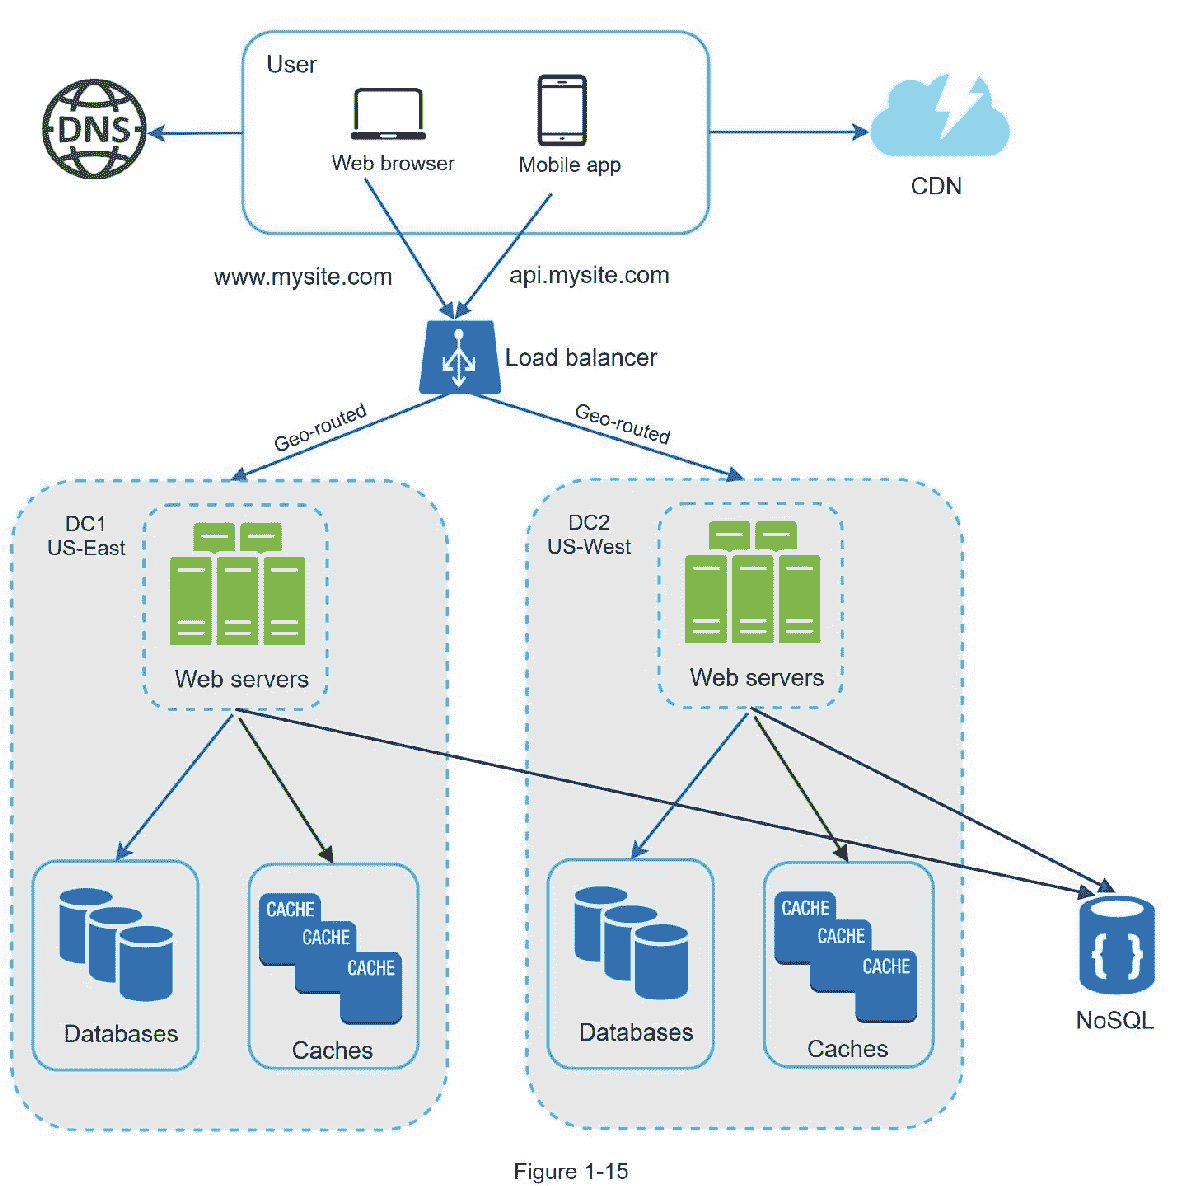 User
DNS
Web browser
Mobile app
CDN
www.mysite.com
api.mysite.com
Load balancer
Geo-routed
Geo-routed
DC1
US-East
DC2
US-West
Web servers
Web servers
CACHE
CACHE
CACHE
Databases
Caches
CACHE
CACHE
CACHE
Databases
Caches
{ }
NoSQL
Figure 1-15